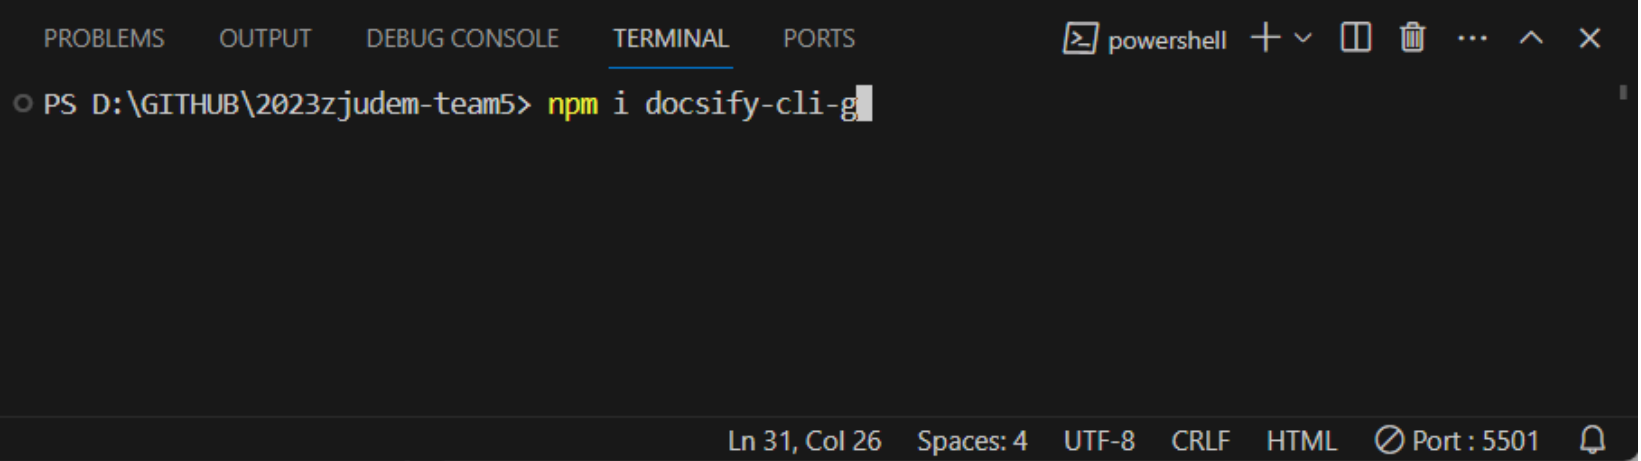 PROBLEMS OUTPUT DEBUG CONSOLE TERMINAL PORTS powershell
PS D:\GITHUB\2023zjudem-team5> npm i docsify-cli-g
Ln 31, Col 26 Spaces: 4 UTF-8 CRLF HTML Port : 5501